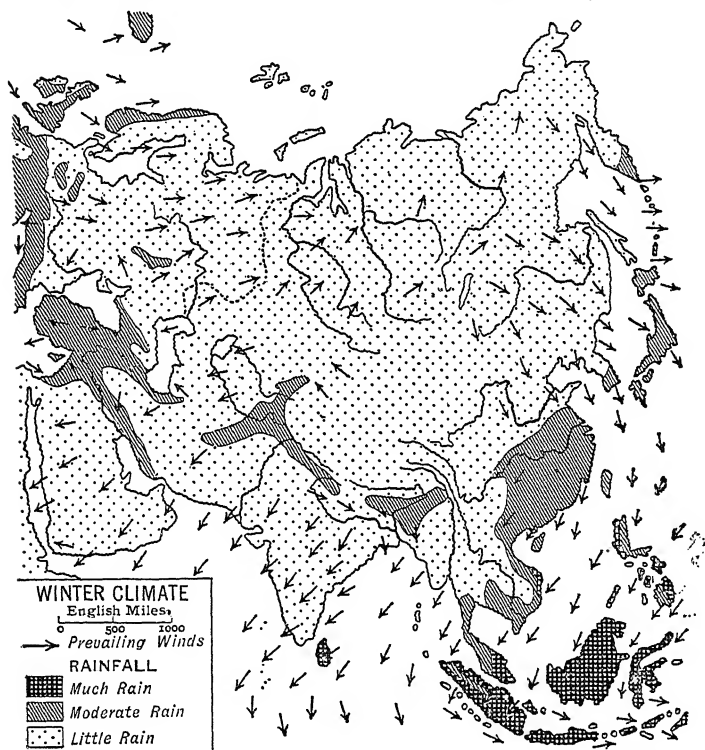 WINTER CLIMATE
English Miles
0 500 1000
Prevailing Winds
RAINFALL
Much Rain
Moderate Rain
Little Rain